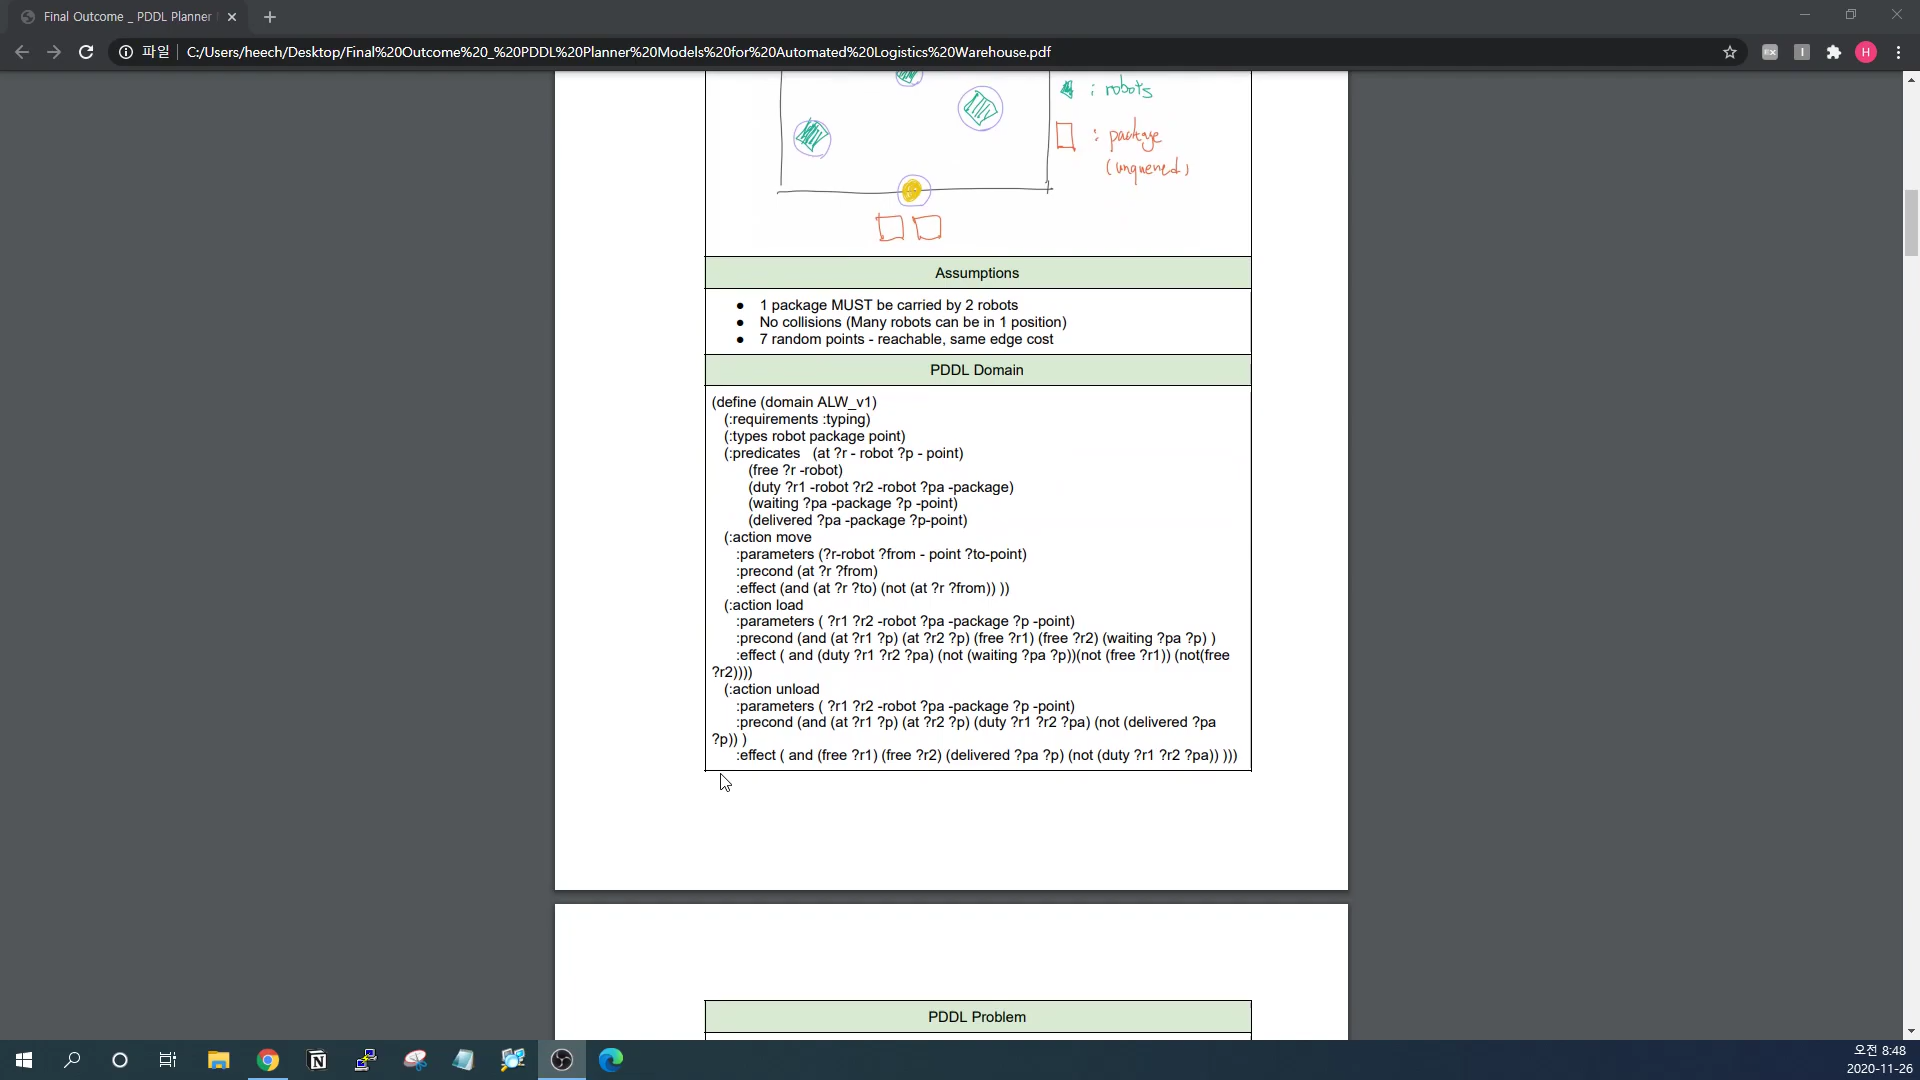 Final Outcome _ PDDL Planner
파일
C:/Users/heech/Desktop/Final%20Outcome%20_%20PDDL%20Planner%20Models%20for%20Automated%20Logistics%20Warehouse.pdf
EX
I
H
: robots
: package
(unqueued)
Assumptions
● 1 package MUST be carried by 2 robots
● No collisions (Many robots can be in 1 position)
● 7 random points - reachable, same edge cost
PDDL Domain
(define (domain ALW_v1)
(:requirements :typing)
(:types robot package point)
(:predicates (at ?r - robot ?p - point)
(free ?r -robot)
(duty ?r1 -robot ?r2 -robot ?pa -package)
(waiting ?pa -package ?p -point)
(delivered ?pa -package ?p-point)
(:action move
:parameters (?r-robot ?from - point ?to-point)
:precond (at ?r ?from)
:effect (and (at ?r ?to) (not (at ?r ?from)) ))
(:action load
:parameters ( ?r1 ?r2 -robot ?pa -package ?p -point)
:precond (and (at ?r1 ?p) (at ?r2 ?p) (free ?r1) (free ?r2) (waiting ?pa ?p) )
:effect ( and (duty ?r1 ?r2 ?pa) (not (waiting ?pa ?p))(not (free ?r1)) (not(free
?r2))))
(:action unload
:parameters ( ?r1 ?r2 -robot ?pa -package ?p -point)
:precond (and (at ?r1 ?p) (at ?r2 ?p) (duty ?r1 ?r2 ?pa) (not (delivered ?pa
?p)) )
:effect ( and (free ?r1) (free ?r2) (delivered ?pa ?p) (not (duty ?r1 ?r2 ?pa)) )))
PDDL Problem
오전 8:48
2020-11-26